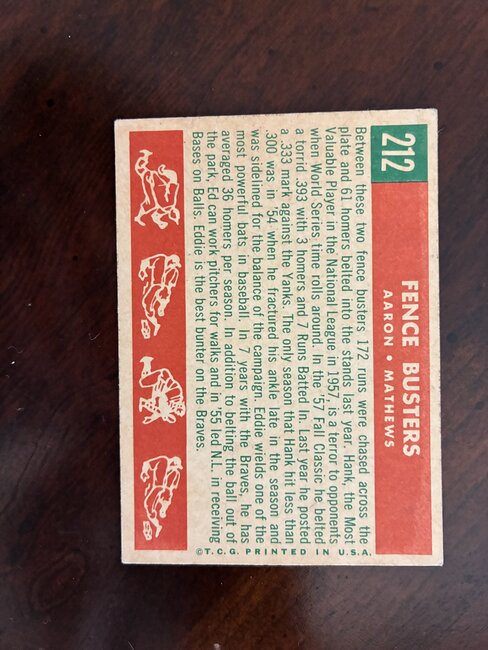 212
FENCE BUSTERS
AARON • MATHEWS
Between these two fence busters 172 runs were chased across the
plate and 61 homers belted into the stands last year. Hank, the Most
Valuable Player in the National League in 1957, is a terror to opponents
when World Series time rolls around. In the '57 Fall Classic he belted
a torrid .393 with 3 homers and 7 Runs Batted In. Last year he posted
a .333 mark against the Yanks. The only season that Hank hit less than
.300 was in '54 when he fractured his ankle late in the season and
was sidelined for the balance of the campaign. Eddie wields one of the
most powerful bats in baseball. In 7 years with the Braves, he has
averaged 36 homers per season. In addition to belting the ball out of
the park, Ed can work pitchers for walks and in '55 led N.L. in receiving
Bases on Balls. Eddie is the best bunter on the Braves.
© T.C.G. PRINTED IN U.S.A.